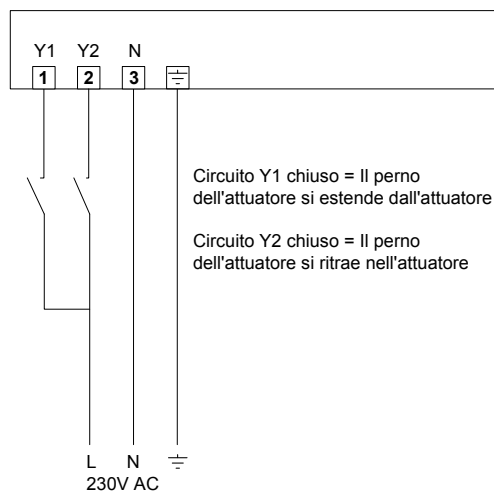 Y1 Y2 N
1 2 3
Circuito Y1 chiuso = Il perno
dell'attuatore si estende dall'attuatore
Circuito Y2 chiuso = Il perno
dell'attuatore si ritrae nell'attuatore
L N
230V AC